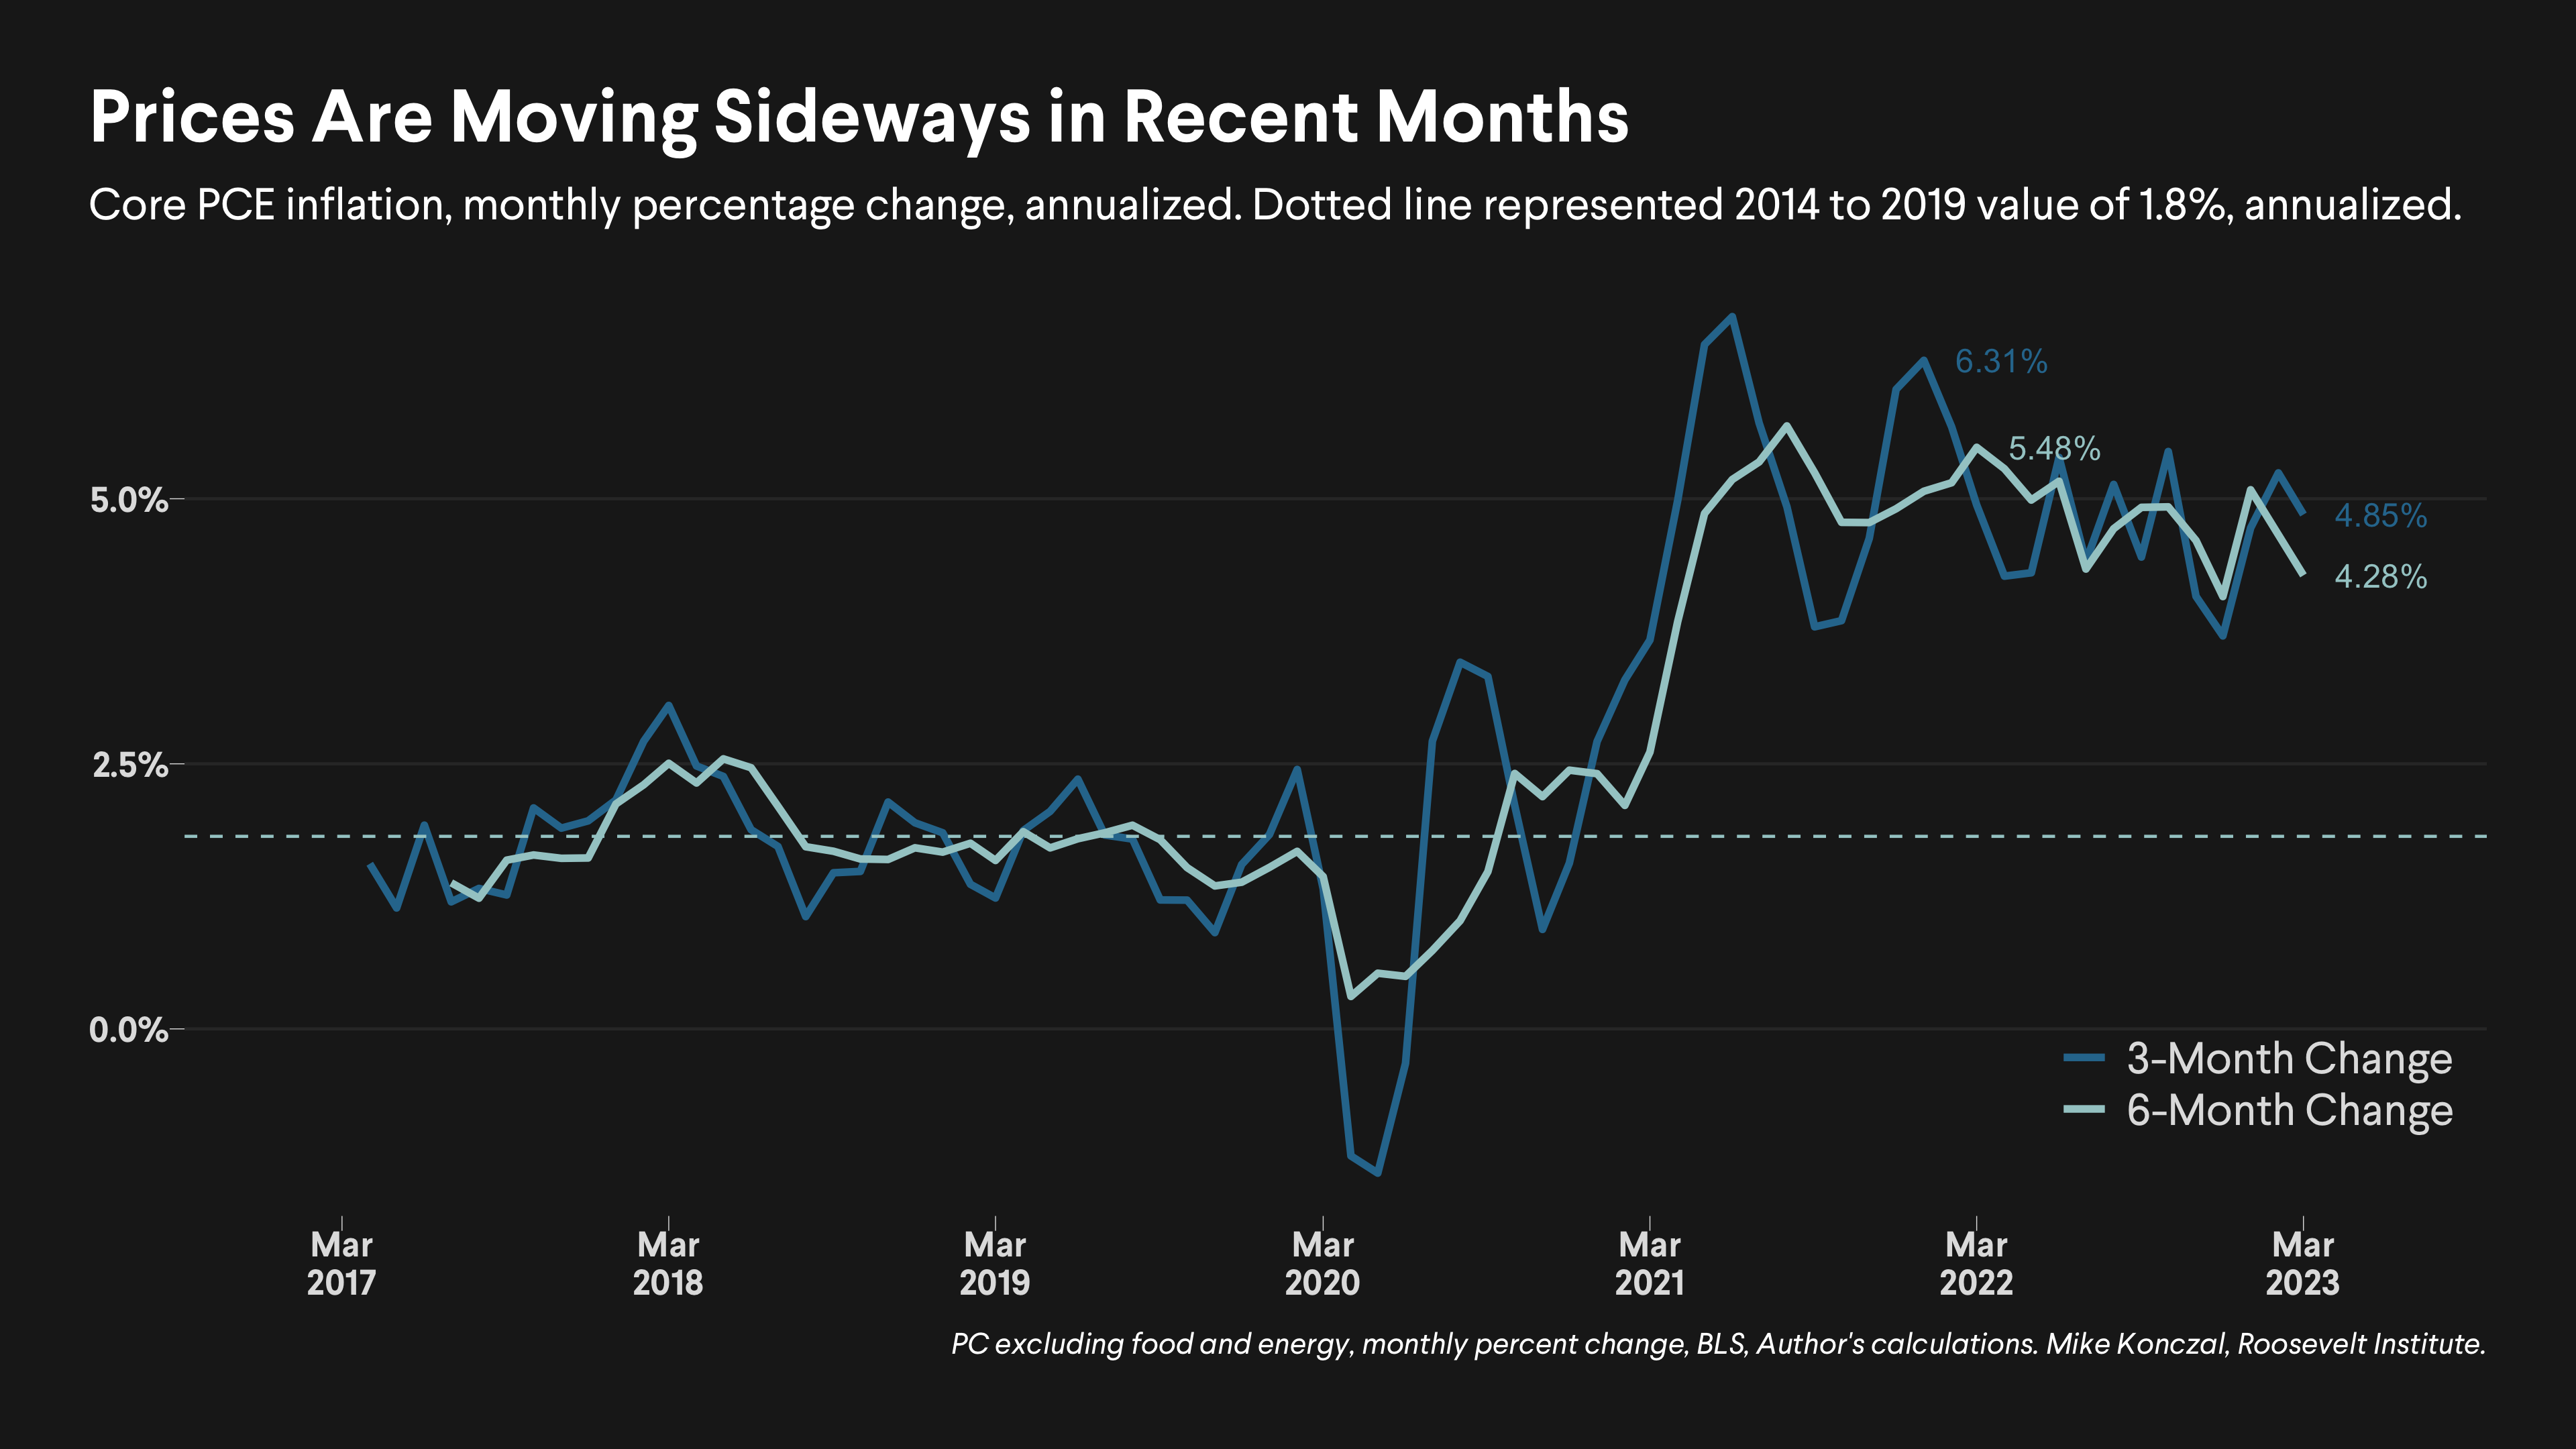 Prices Are Moving Sideways in Recent Months
Core PCE inflation, monthly percentage change, annualized. Dotted line represented 2014 to 2019 value of 1.8%, annualized.
6.31%
5.48%
5.0%
4.85%
4.28%
2.5%
0.0%
3-Month Change
6-Month Change
Mar
2017
Mar
2018
Mar
2019
Mar
2020
Mar
2021
Mar
2022
Mar
2023
PC excluding food and energy, monthly percent change, BLS, Author's calculations. Mike Konczal, Roosevelt Institute.